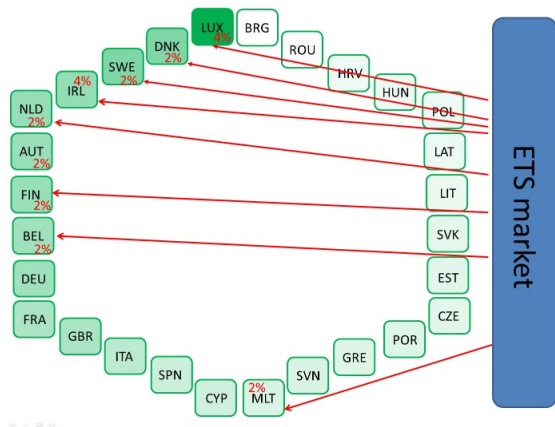 LUX
4%
BRG
DNK
2%
ROU
SWE
2%
HRV
IRL
4%
HUN
NLD
2%
POL
AUT
2%
LAT
FIN
2%
LIT
BEL
2%
SVK
DEU
EST
FRA
CZE
GBR
POR
ITA
GRE
SPN
SVN
CYP
MLT
2%
ETS market